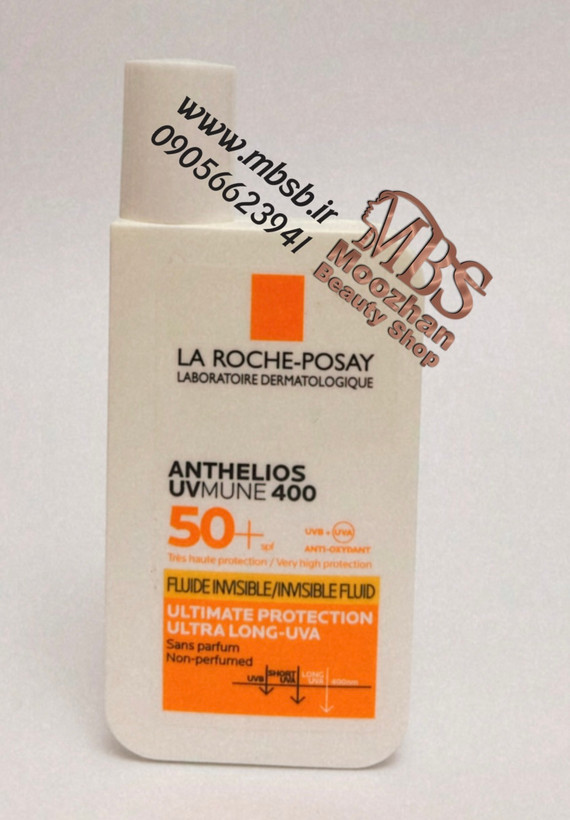 www.mbsb.ir
09056623941
MBS
Moozhan
Beauty Shop
LA ROCHE-POSAY
LABORATOIRE DERMATOLOGIQUE
ANTHELIOS
UVMUNE 400
50+ spf
UVB + UVA
ANTI-OXYDANT
Très haute protection / Very high protection
FLUIDE INVISIBLE/INVISIBLE FLUID
ULTIMATE PROTECTION
ULTRA LONG-UVA
Sans parfum
Non-perfumed
UVB SHORT UVA LONG UVA 400nm